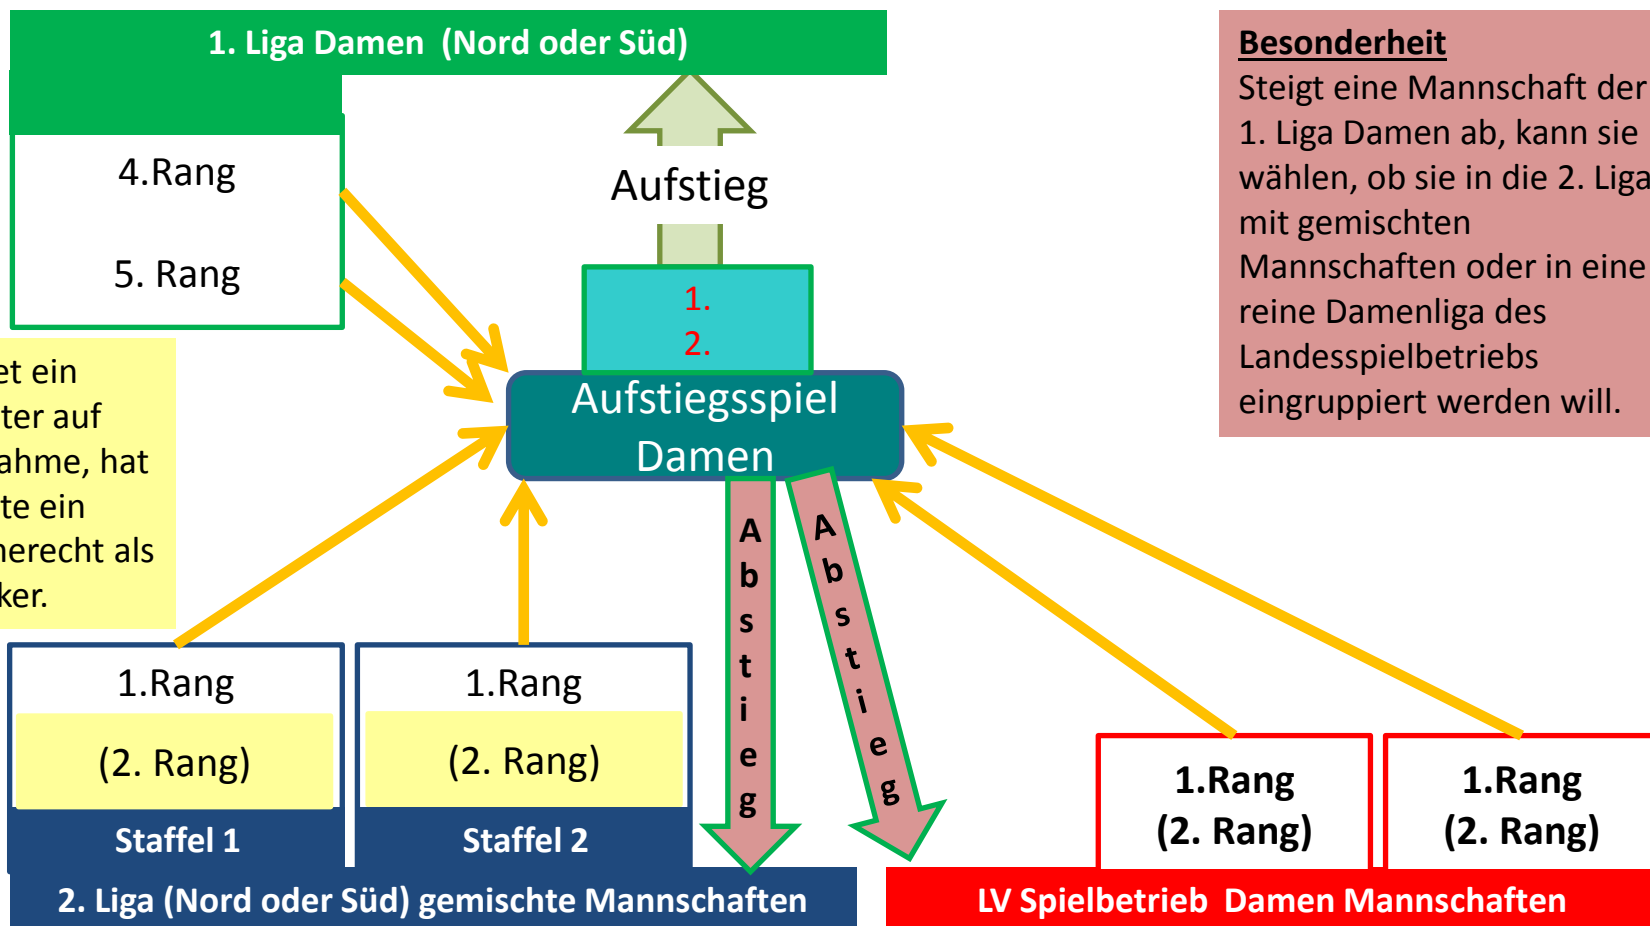 1. Liga Damen (Nord oder Süd)
4.Rang
5. Rang
Aufstieg
1.
2.
Aufstiegsspiel
Damen
Besonderheit
Steigt eine Mannschaft der
1. Liga Damen ab, kann sie
wählen, ob sie in die 2. Liga
mit gemischten
Mannschaften oder in eine
reine Damenliga des
Landesspielbetriebs
eingruppiert werden will.
et ein
ter auf
ahme, hat
te ein
nerecht als
ker.
Abstieg
Abstieg
1.Rang
(2. Rang)
Staffel 1
1.Rang
(2. Rang)
Staffel 2
2. Liga (Nord oder Süd) gemischte Mannschaften
1.Rang
(2. Rang)
1.Rang
(2. Rang)
LV Spielbetrieb Damen Mannschaften